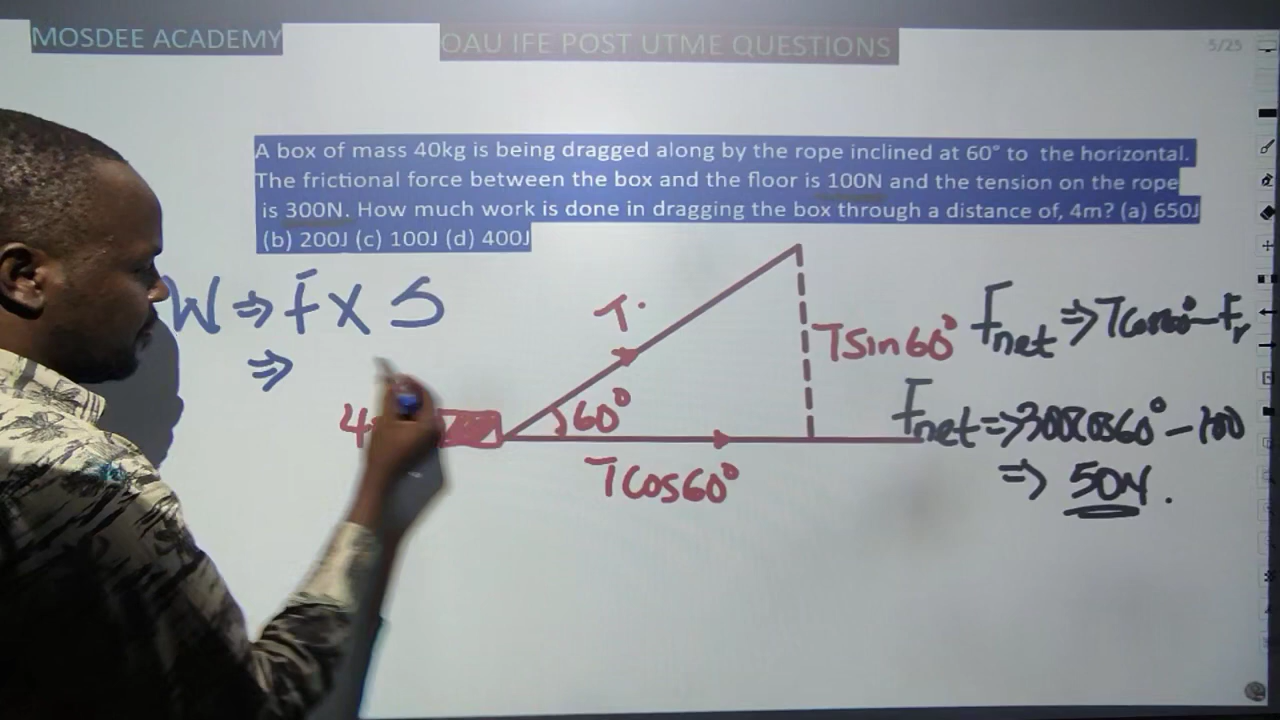 MOSDEE ACADEMY
OAU IFE POST UTME QUESTIONS
5/25
A box of mass 40kg is being dragged along by the rope inclined at 60° to the horizontal.
The frictional force between the box and the floor is 100N and the tension on the rope
is 300N. How much work is done in dragging the box through a distance of, 4m? (a) 650J
(b) 200J (c) 100J (d) 400J
W ⇒ F X S
⇒
T
Tsin60°
Fnet ⇒ Tcos60° - Fr
4
60°
Fnet ⇒ 300cos60° - 100
Tcos60°
⇒ 50N.